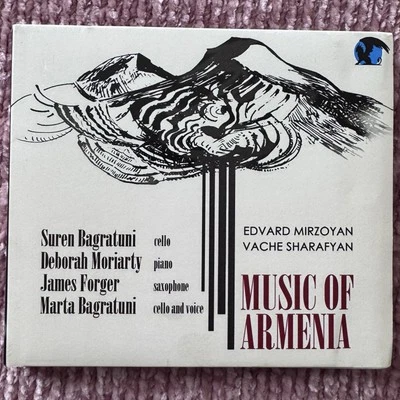 EDVARD MIRZOYAN
VACHE SHARAFYAN
Suren Bagratuni cello
Deborah Moriarty piano
James Forger saxophone
Marta Bagratuni cello and voice
MUSIC OF
ARMENIA